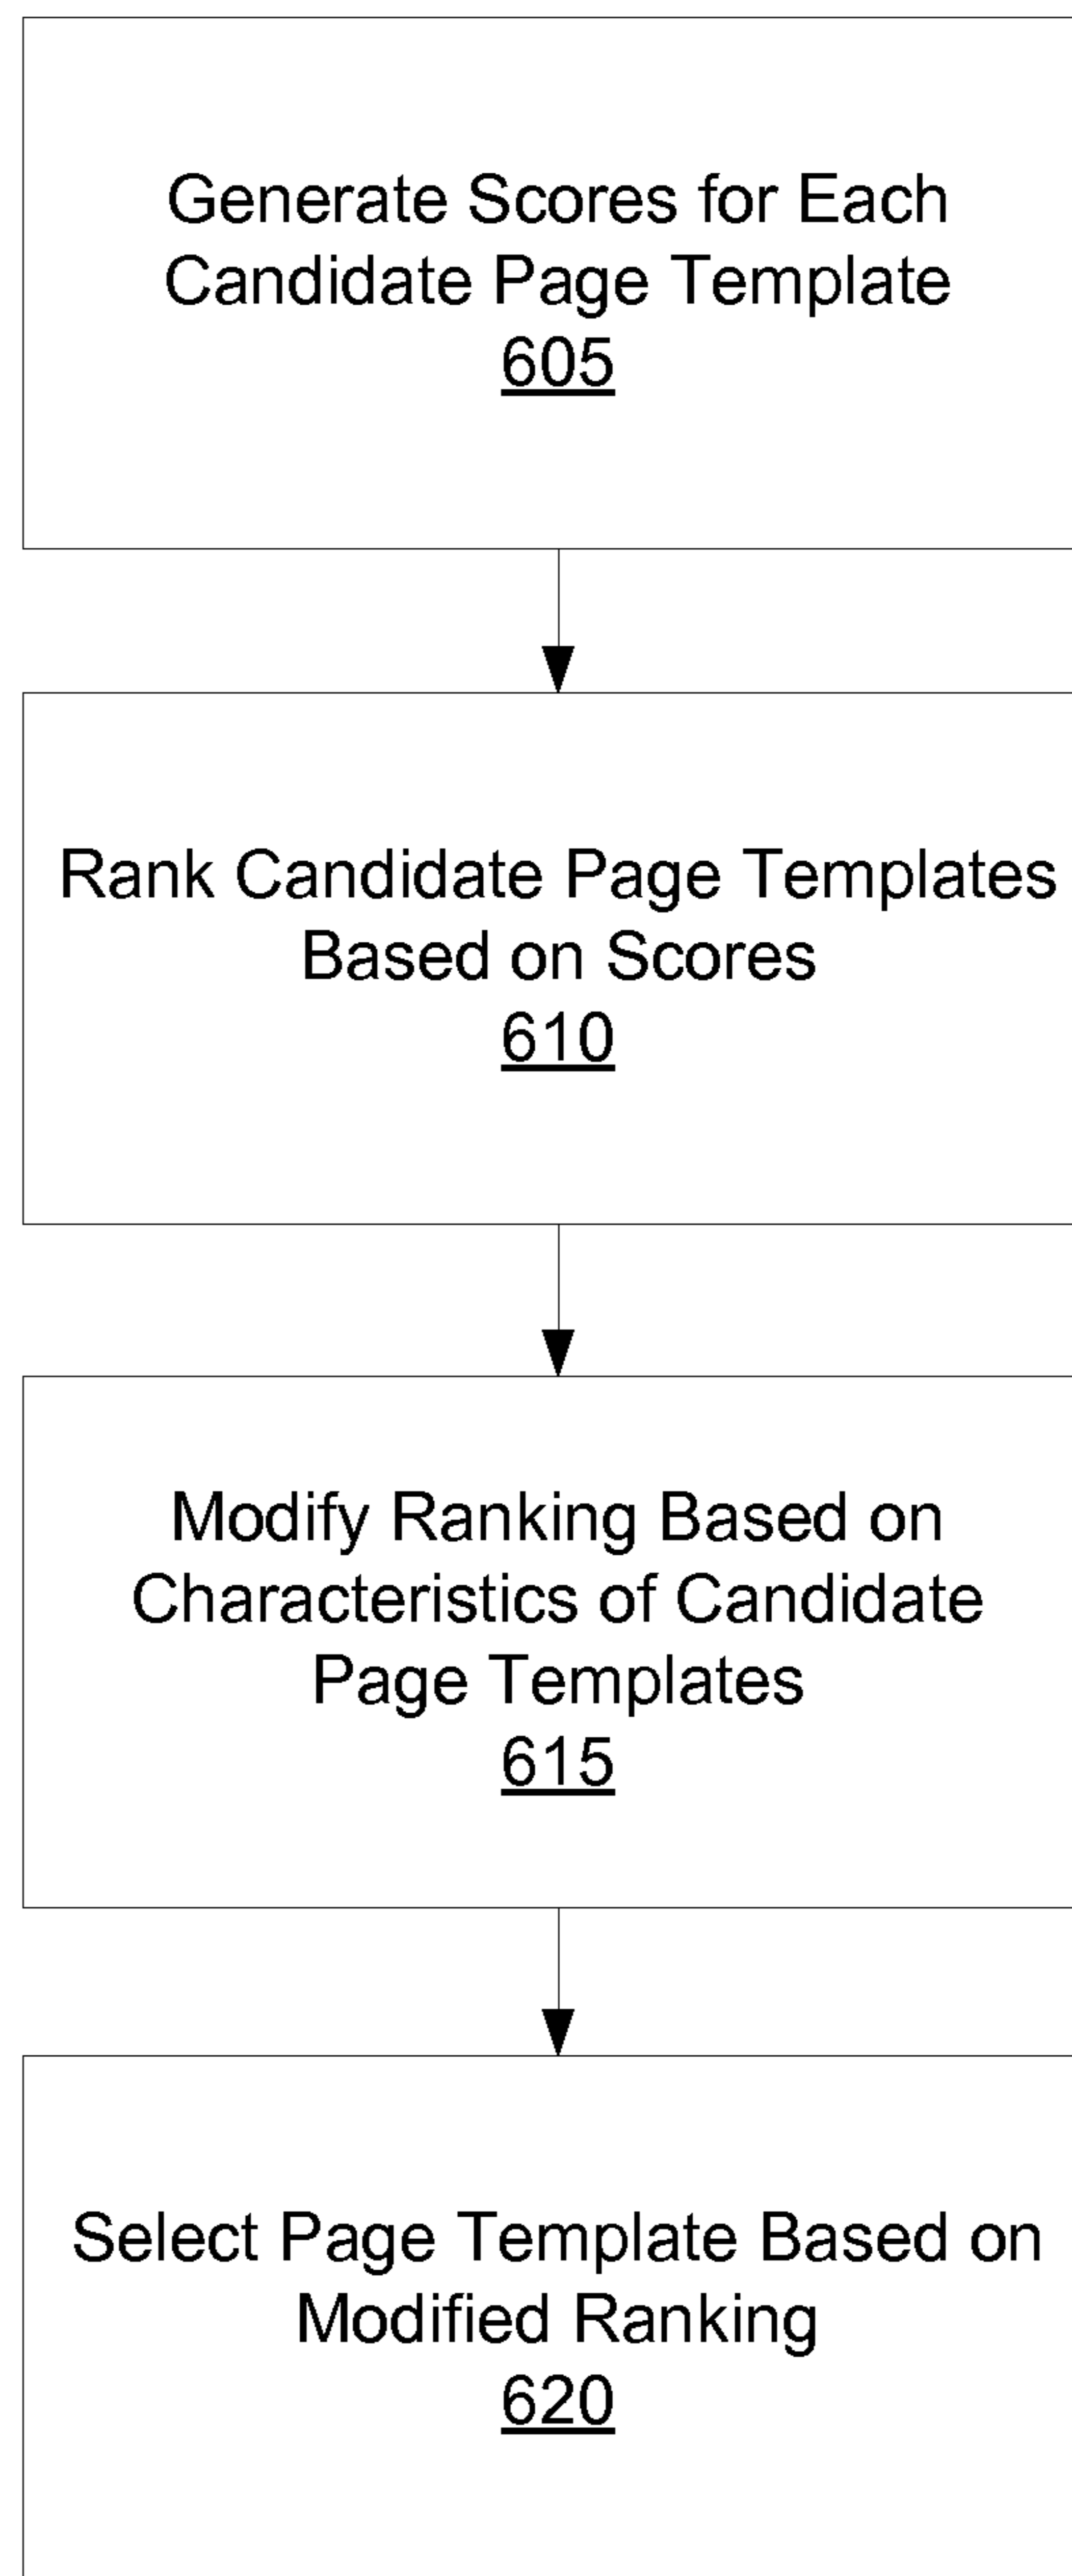 Generate Scores for Each
Candidate Page Template
605
Rank Candidate Page Templates
Based on Scores
610
Modify Ranking Based on
Characteristics of Candidate
Page Templates
615
Select Page Template Based on
Modified Ranking
620